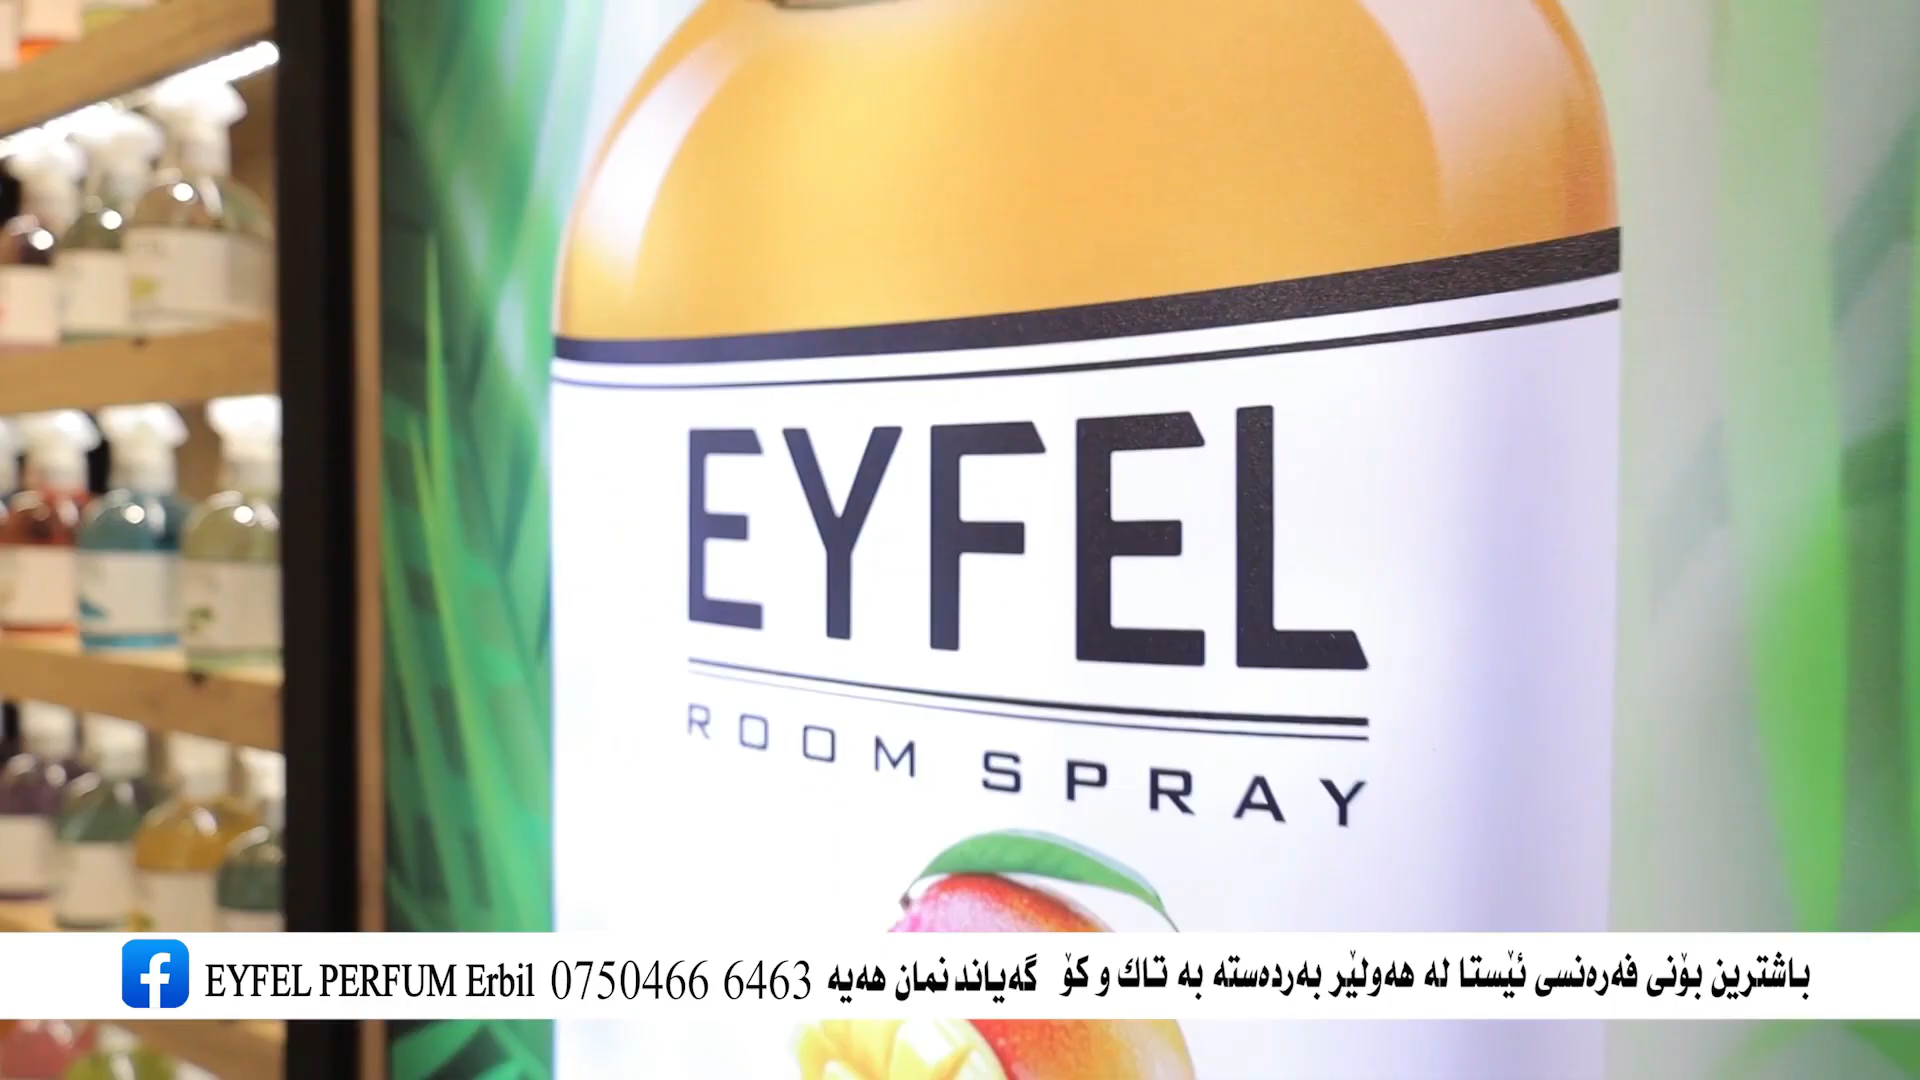 EYFEL
ROOM SPRAY
EYFEL PERFUM Erbil 0750466 6463 باشترین بۆنی فەرەنسی ئێستا لە هەولێر بەردەستە بە تاك و كۆ گەیاندنمان هەیە